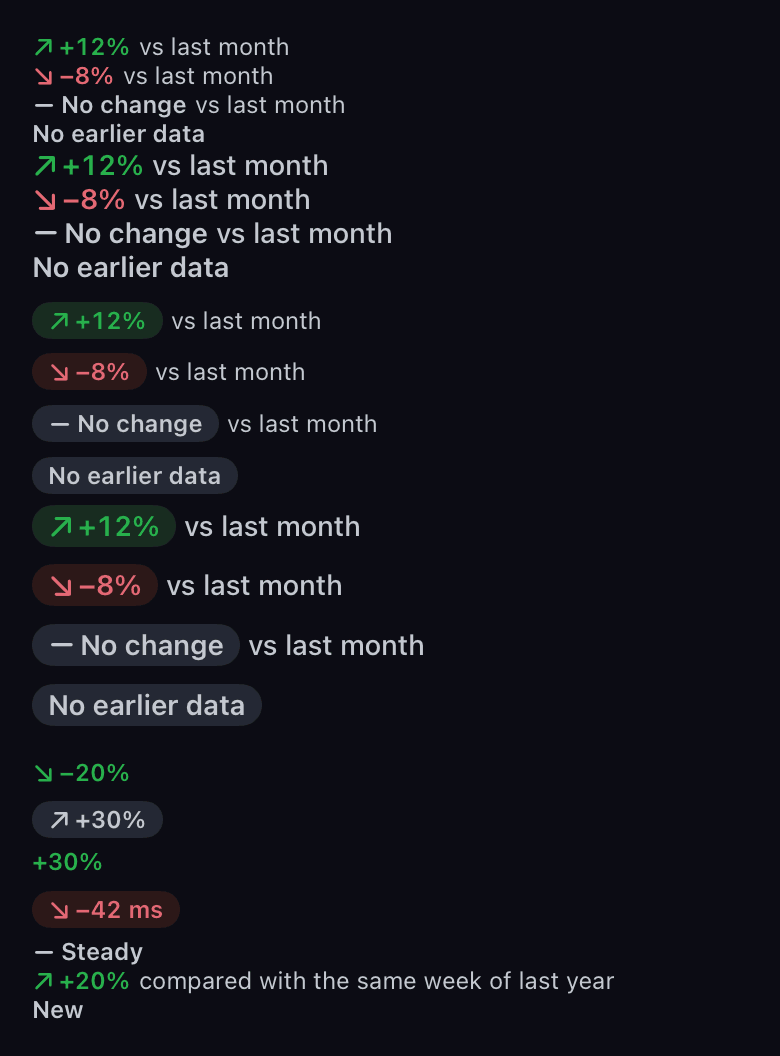 ↗ +12% vs last month
↘ −8% vs last month
— No change vs last month
No earlier data
↗ +12% vs last month
↘ −8% vs last month
— No change vs last month
No earlier data
↗ +12% vs last month
↘ −8% vs last month
— No change vs last month
No earlier data
↗ +12% vs last month
↘ −8% vs last month
— No change vs last month
No earlier data
↘ −20%
↗ +30%
+30%
↘ −42 ms
— Steady
↗ +20% compared with the same week of last year
New